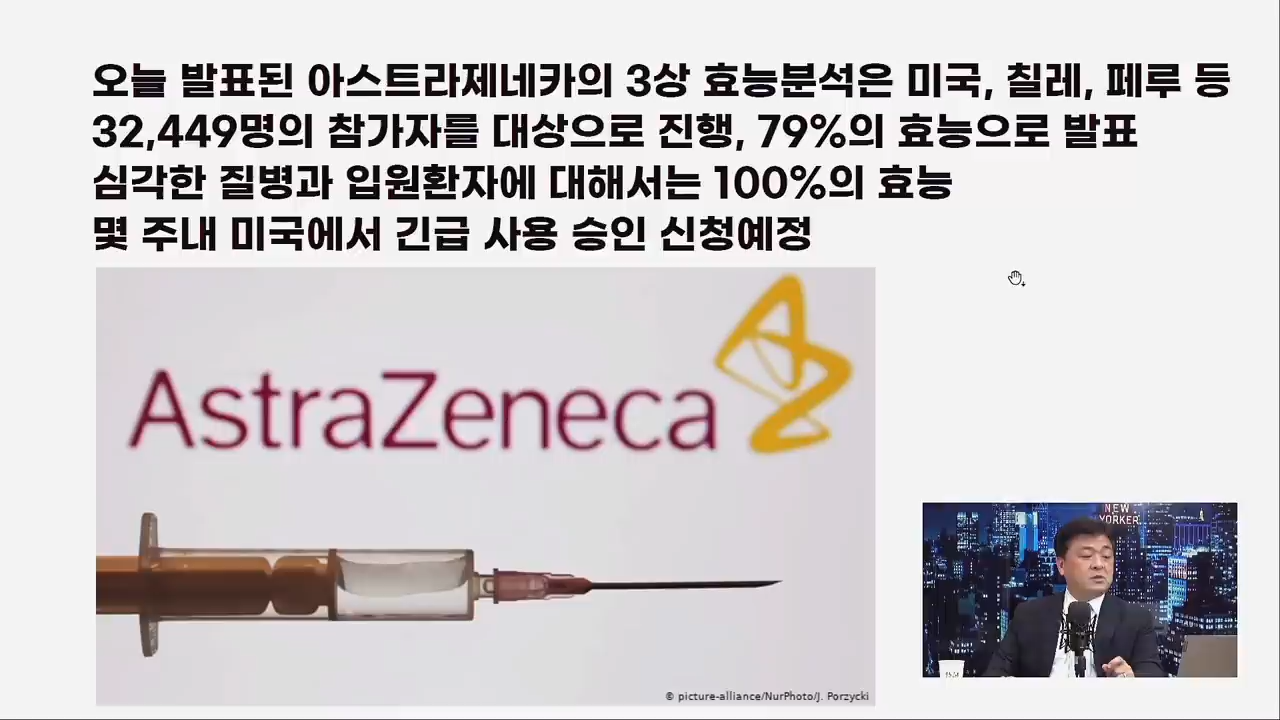 오늘 발표된 아스트라제네카의 3상 효능분석은 미국, 칠레, 페루 등
32,449명의 참가자를 대상으로 진행, 79%의 효능으로 발표
심각한 질병과 입원환자에 대해서는 100%의 효능
몇 주내 미국에서 긴급 사용 승인 신청예정
AstraZeneca
NEW
YORKER
© picture-alliance/NurPhoto/J. Porzycki